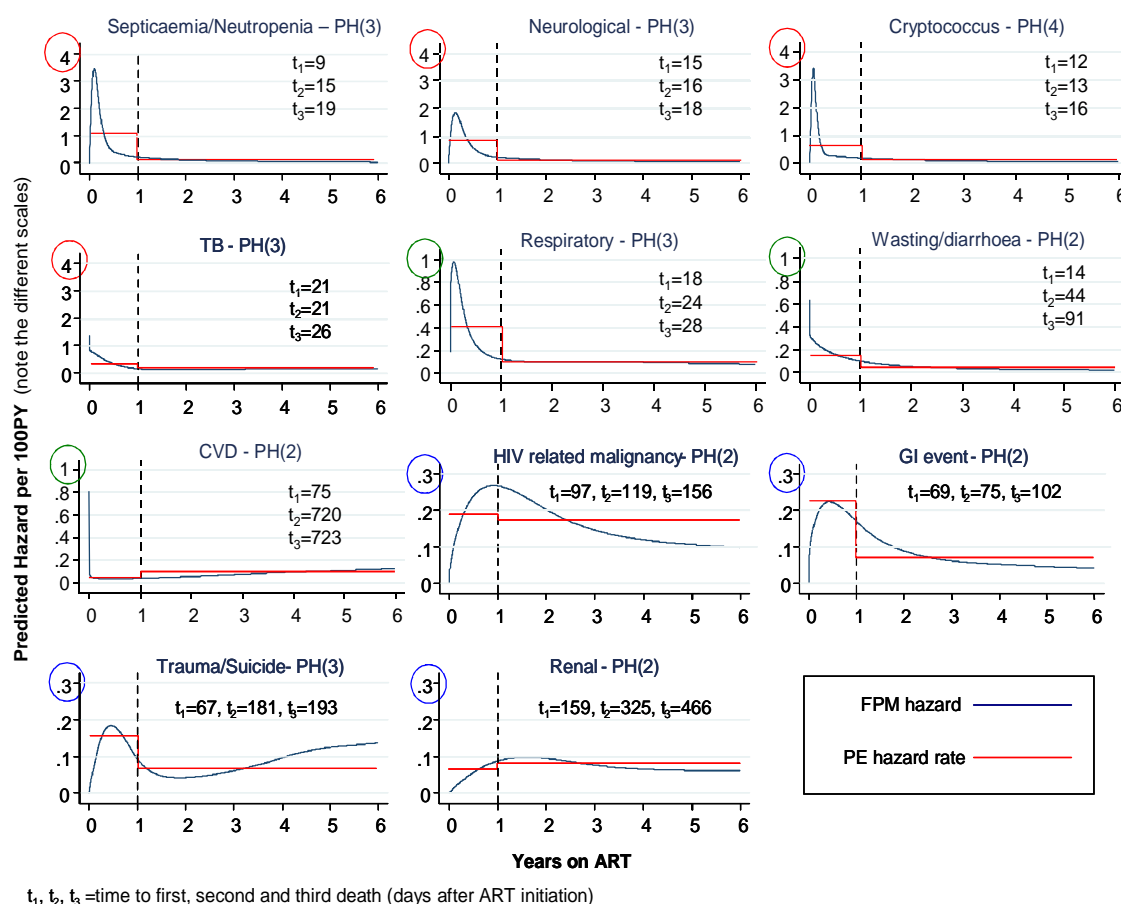 Predicted Hazard per 100PY (note the different scales)
Septicaemia/Neutropenia – PH(3)
4
3
2
1
0
t1=9
t2=15
t3=19
0 1 2 3 4 5 6
Neurological - PH(3)
4
3
2
1
0
t1=15
t2=16
t3=18
0 1 2 3 4 5 6
Cryptococcus - PH(4)
4
3
2
1
0
t1=12
t2=13
t3=16
0 1 2 3 4 5 6
TB - PH(3)
4
3
2
1
0
t1=21
t2=21
t3=26
0 1 2 3 4 5 6
Respiratory - PH(3)
1
.8
.6
.4
.2
0
t1=18
t2=24
t3=28
0 1 2 3 4 5 6
Wasting/diarrhoea - PH(2)
1
.8
.6
.4
.2
0
t1=14
t2=44
t3=91
0 1 2 3 4 5 6
CVD - PH(2)
1
.8
.6
.4
.2
0
t1=75
t2=720
t3=723
0 1 2 3 4 5 6
HIV related malignancy- PH(2)
.3
.2
.1
0
t1=97, t2=119, t3=156
0 1 2 3 4 5 6
GI event - PH(2)
.3
.2
.1
0
t1=69, t2=75, t3=102
0 1 2 3 4 5 6
Trauma/Suicide- PH(3)
.3
.2
.1
0
t1=67, t2=181, t3=193
0 1 2 3 4 5 6
Renal - PH(2)
.3
.2
.1
0
t1=159, t2=325, t3=466
0 1 2 3 4 5 6
FPM hazard
PE hazard rate
Years on ART
t1, t2, t3 =time to first, second and third death (days after ART initiation)